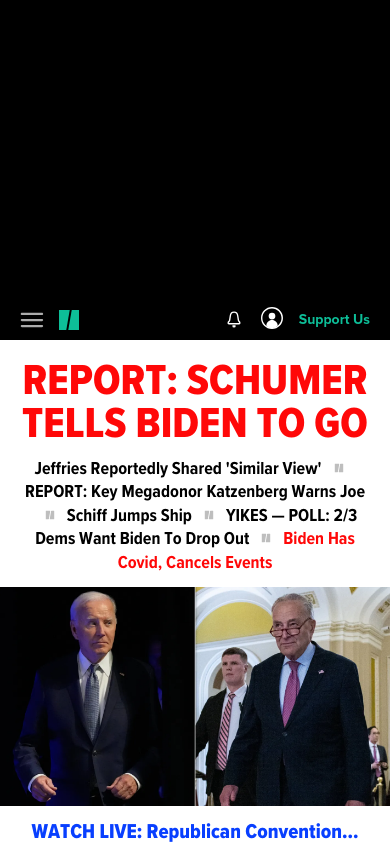 Support Us
REPORT: SCHUMER
TELLS BIDEN TO GO
Jeffries Reportedly Shared 'Similar View'
REPORT: Key Megadonor Katzenberg Warns Joe
Schiff Jumps Ship YIKES — POLL: 2/3
Dems Want Biden To Drop Out Biden Has
Covid, Cancels Events
WATCH LIVE: Republican Convention...